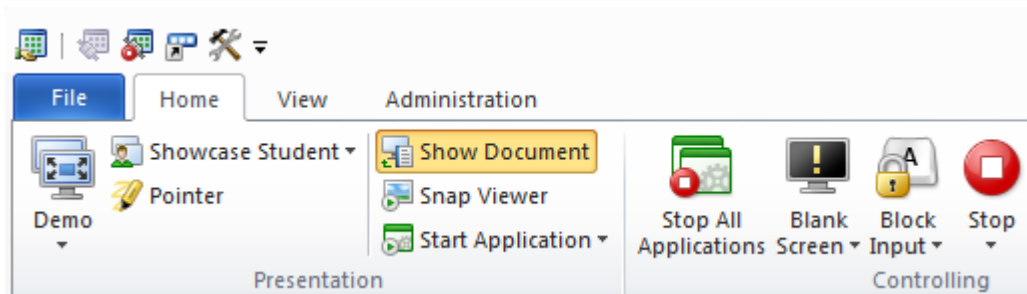 File Home View Administration
Showcase Student Show Document
Pointer Snap Viewer
Demo Start Application
Stop All Applications
Blank Screen
Block Input
Stop
Presentation Controlling